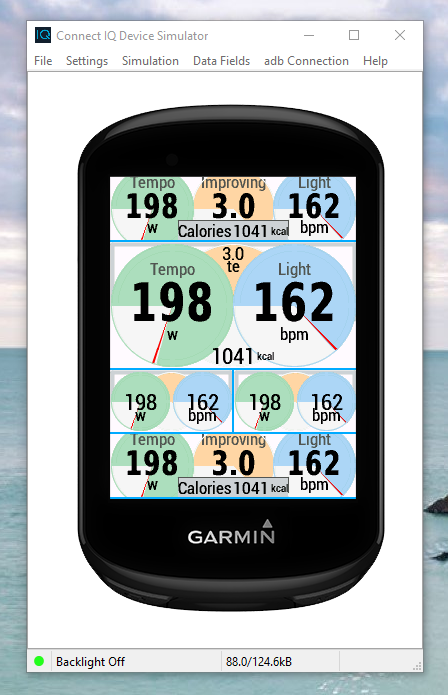 IQ Connect IQ Device Simulator
File Settings Simulation Data Fields adb Connection Help
Tempo Improving Light
198 3.0 162
w Calories 1041 kcal bpm
3.0
te
Tempo Light
198 162
w bpm
1041 kcal
198 162 198 162
w bpm w bpm
Tempo Improving Light
198 3.0 162
w Calories 1041 kcal bpm
GARMIN
Backlight Off 88.0/124.6kB